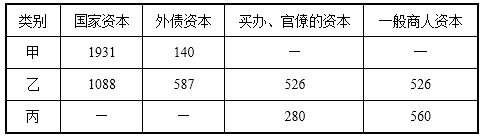 类别 国家资本 外债资本 买办、官僚的资本 一般商人资本
甲 1931 140 — —
乙 1088 587 526 526
丙 — — 280 560